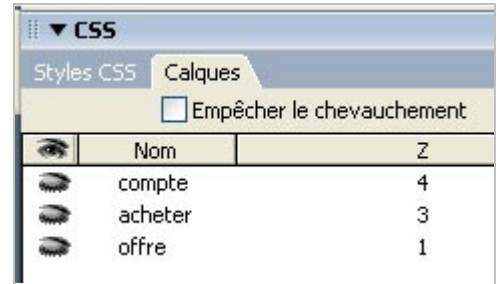 CSS
Styles CSS Calques
Empêcher le chevauchement
Nom Z
compte 4
acheter 3
offre 1